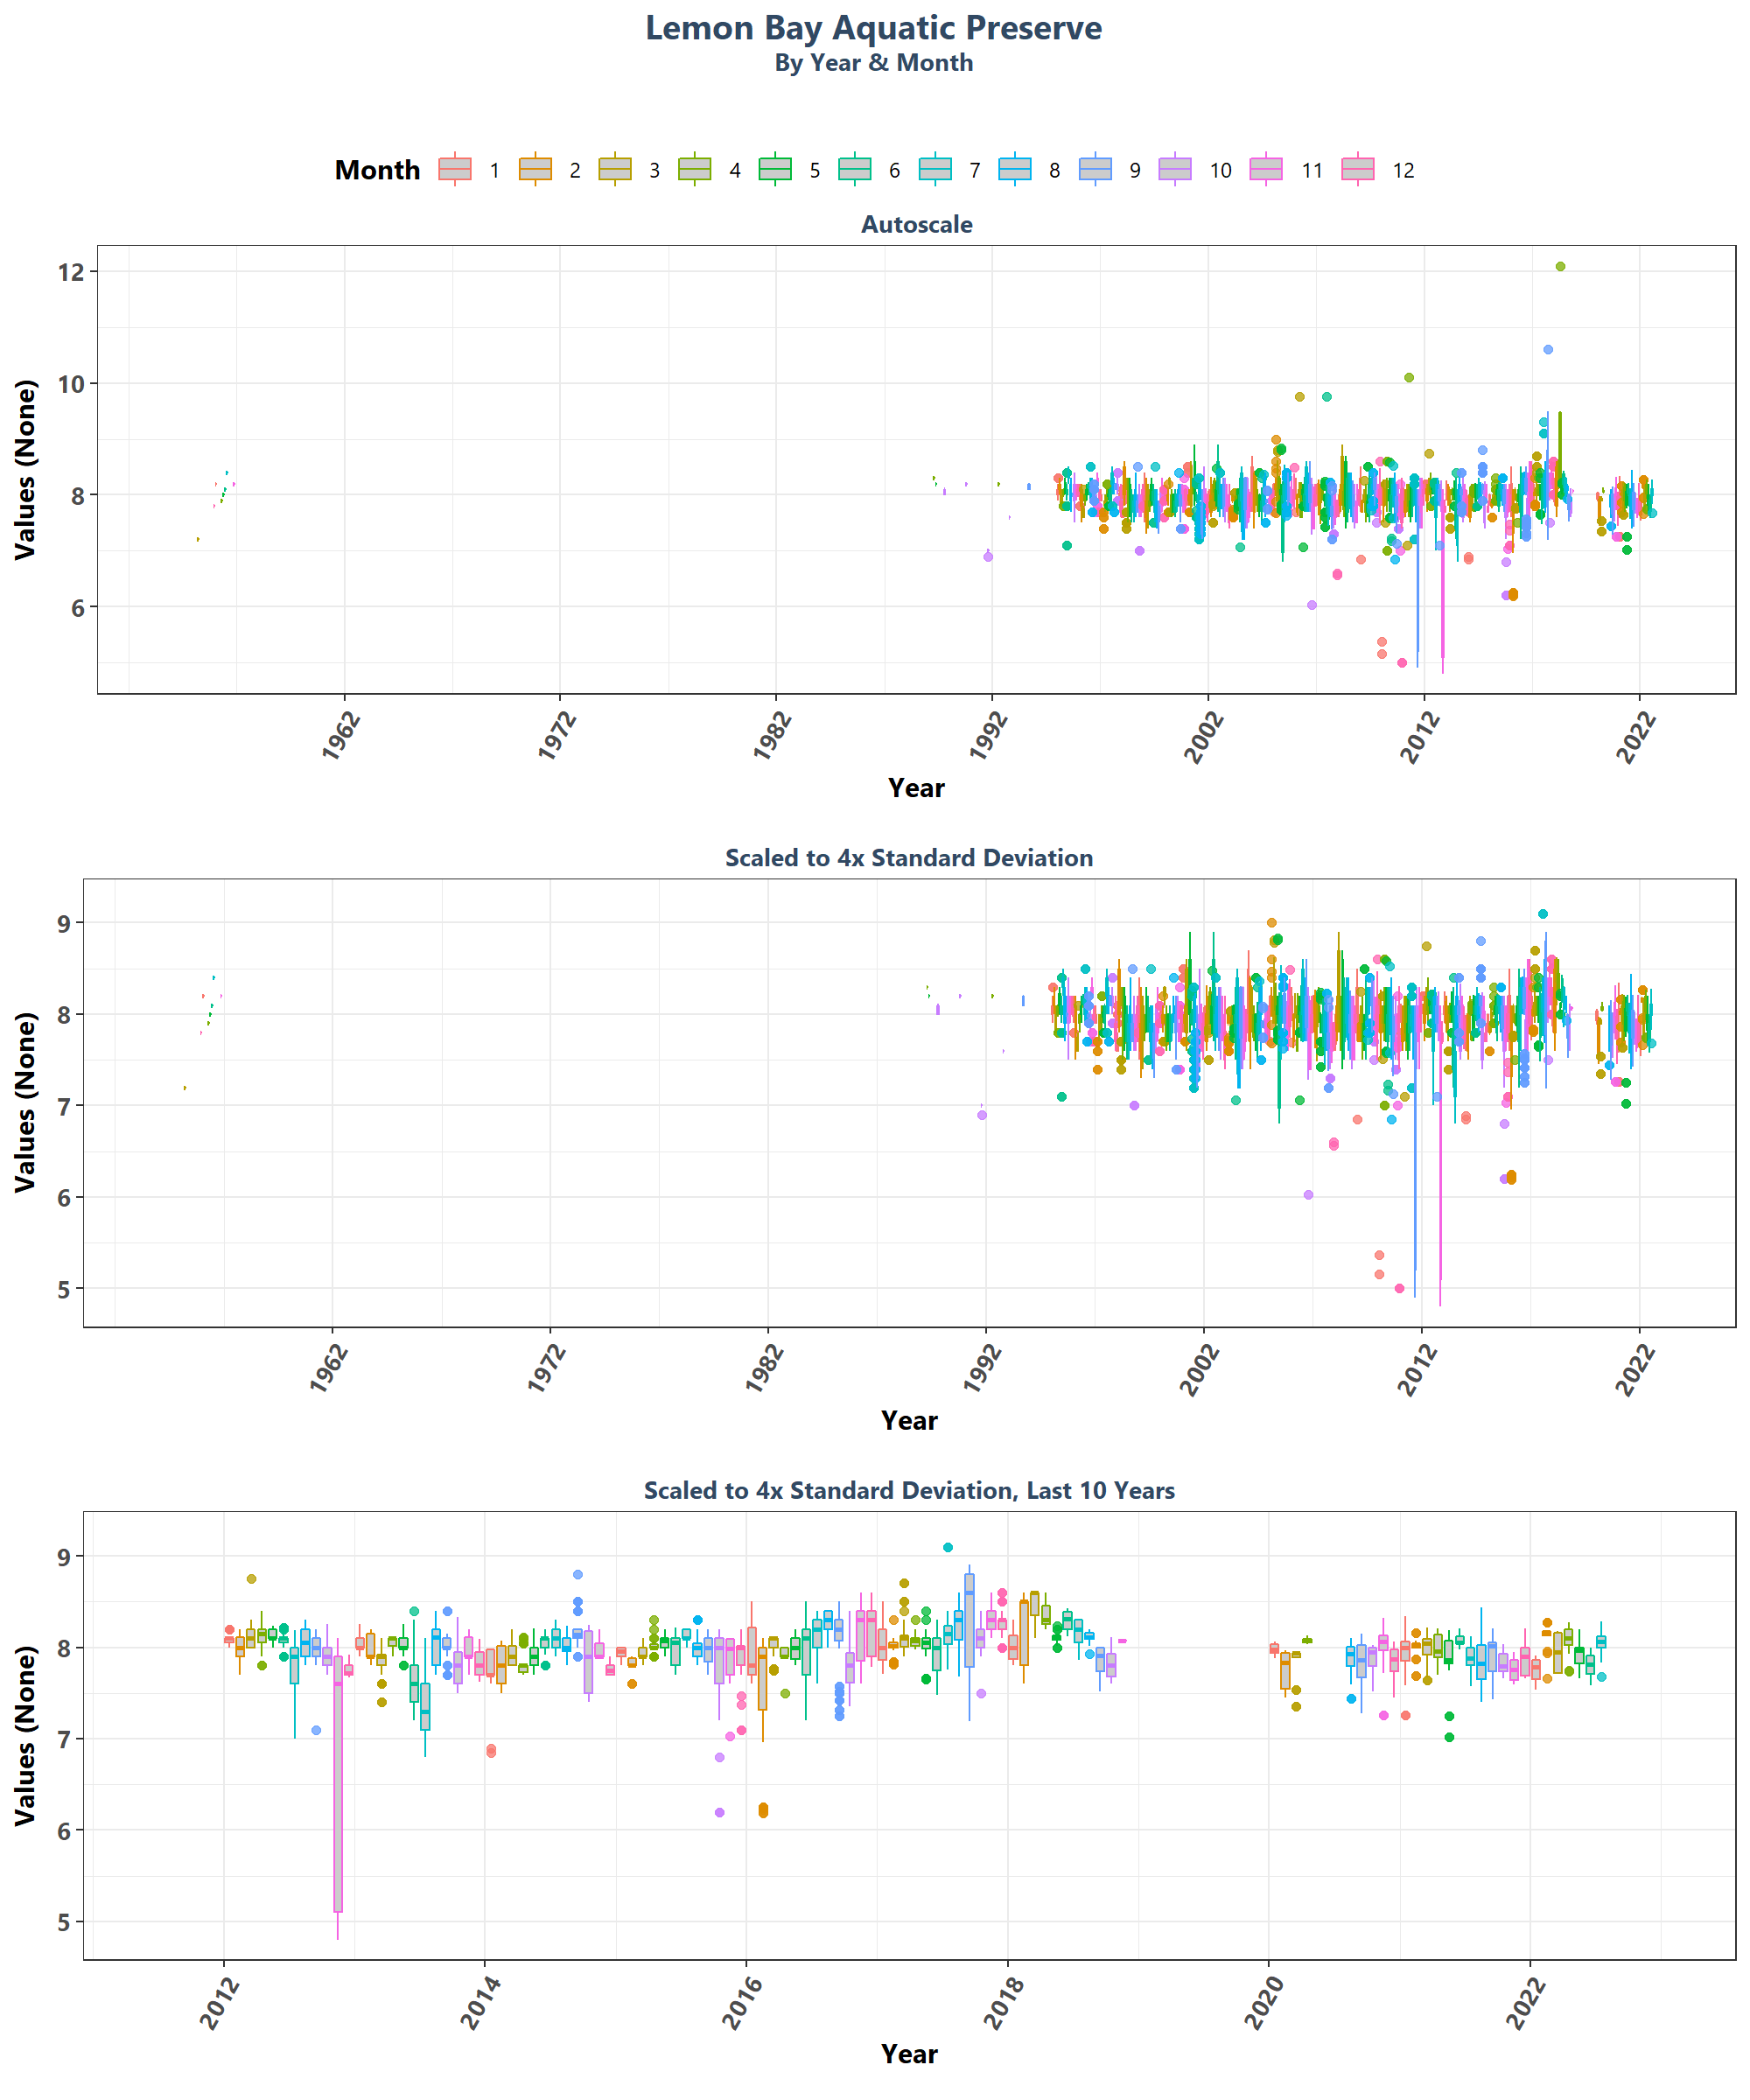 Lemon Bay Aquatic Preserve
By Year & Month
Month 1 2 3 4 5 6 7 8 9 10 11 12
Autoscale
Values (None)
12
10
8
6
1962 1972 1982 1992 2002 2012 2022
Year
Scaled to 4x Standard Deviation
Values (None)
9
8
7
6
5
1962 1972 1982 1992 2002 2012 2022
Year
Scaled to 4x Standard Deviation, Last 10 Years
Values (None)
9
8
7
6
5
2012 2014 2016 2018 2020 2022
Year